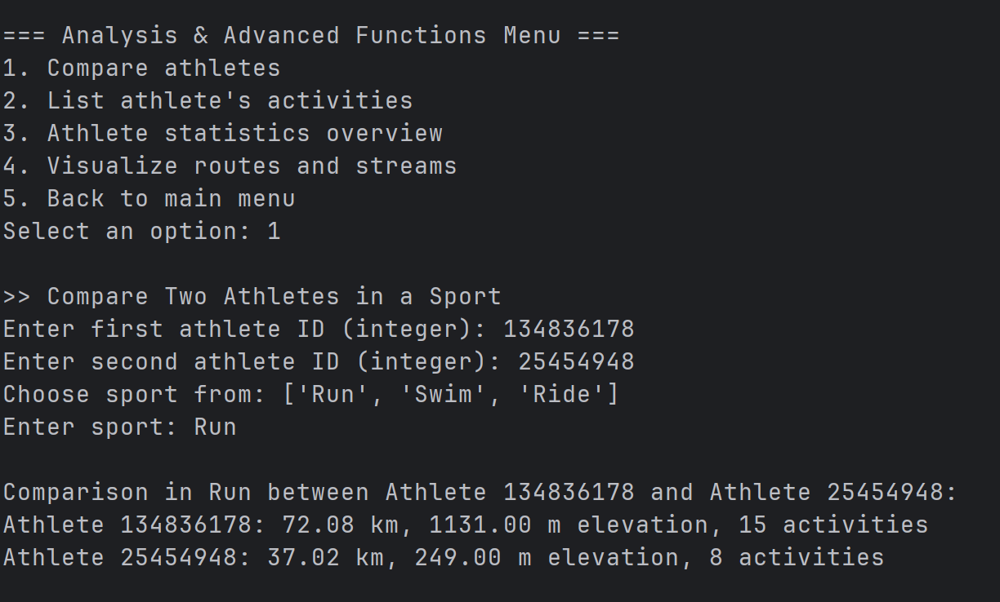 === Analysis & Advanced Functions Menu ===
1. Compare athletes
2. List athlete's activities
3. Athlete statistics overview
4. Visualize routes and streams
5. Back to main menu
Select an option: 1
>> Compare Two Athletes in a Sport
Enter first athlete ID (integer): 134836178
Enter second athlete ID (integer): 25454948
Choose sport from: ['Run', 'Swim', 'Ride']
Enter sport: Run
Comparison in Run between Athlete 134836178 and Athlete 25454948:
Athlete 134836178: 72.08 km, 1131.00 m elevation, 15 activities
Athlete 25454948: 37.02 km, 249.00 m elevation, 8 activities